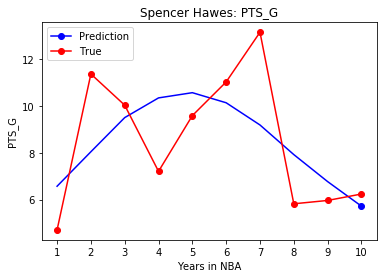 Spencer Hawes: PTS_G
Prediction
True
PTS_G
12
10
8
6
1 2 3 4 5 6 7 8 9 10
Years in NBA